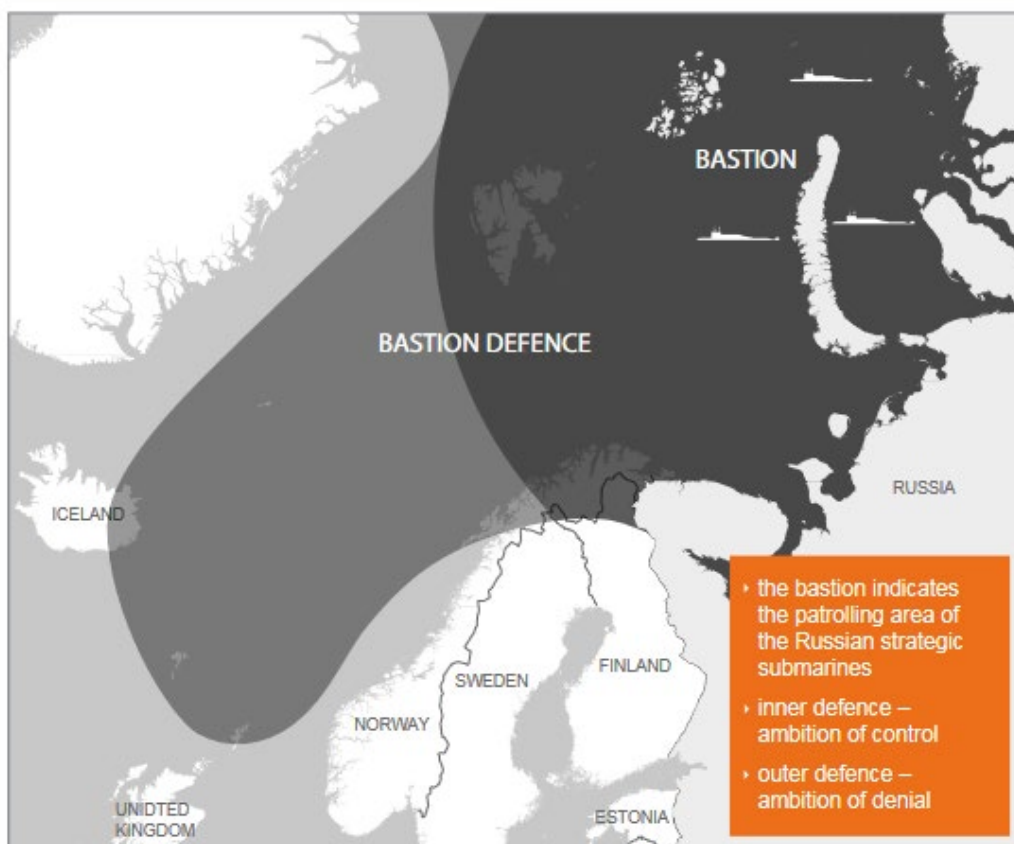 BASTION
BASTION DEFENCE
ICELAND
RUSSIA
SWEDEN
FINLAND
NORWAY
UNIDTED
KINGDOM
ESTONIA
› the bastion indicates
the patrolling area of
the Russian strategic
submarines
› inner defence –
ambition of control
› outer defence –
ambition of denial